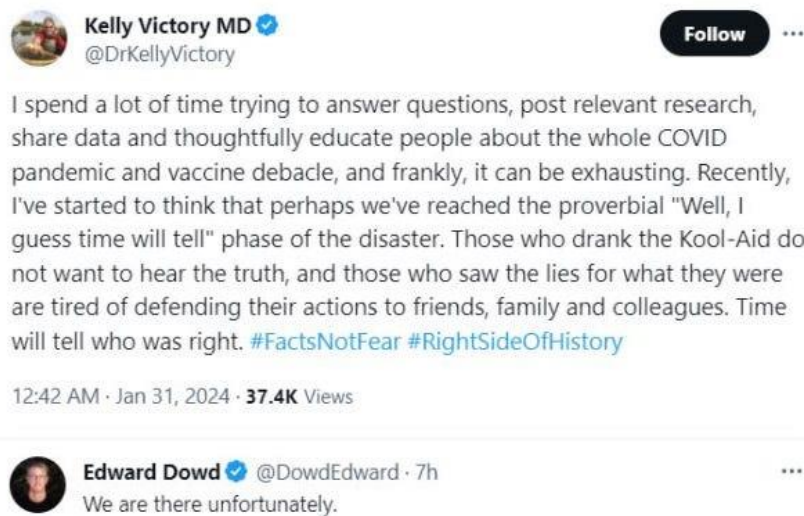 Kelly Victory MD
@DrKellyVictory
Follow
...
I spend a lot of time trying to answer questions, post relevant research,
share data and thoughtfully educate people about the whole COVID
pandemic and vaccine debacle, and frankly, it can be exhausting. Recently,
I've started to think that perhaps we've reached the proverbial "Well, I
guess time will tell" phase of the disaster. Those who drank the Kool-Aid do
not want to hear the truth, and those who saw the lies for what they were
are tired of defending their actions to friends, family and colleagues. Time
will tell who was right. #FactsNotFear #RightSideOfHistory
12:42 AM · Jan 31, 2024 · 37.4K Views
Edward Dowd @DowdEdward · 7h
...
We are there unfortunately.